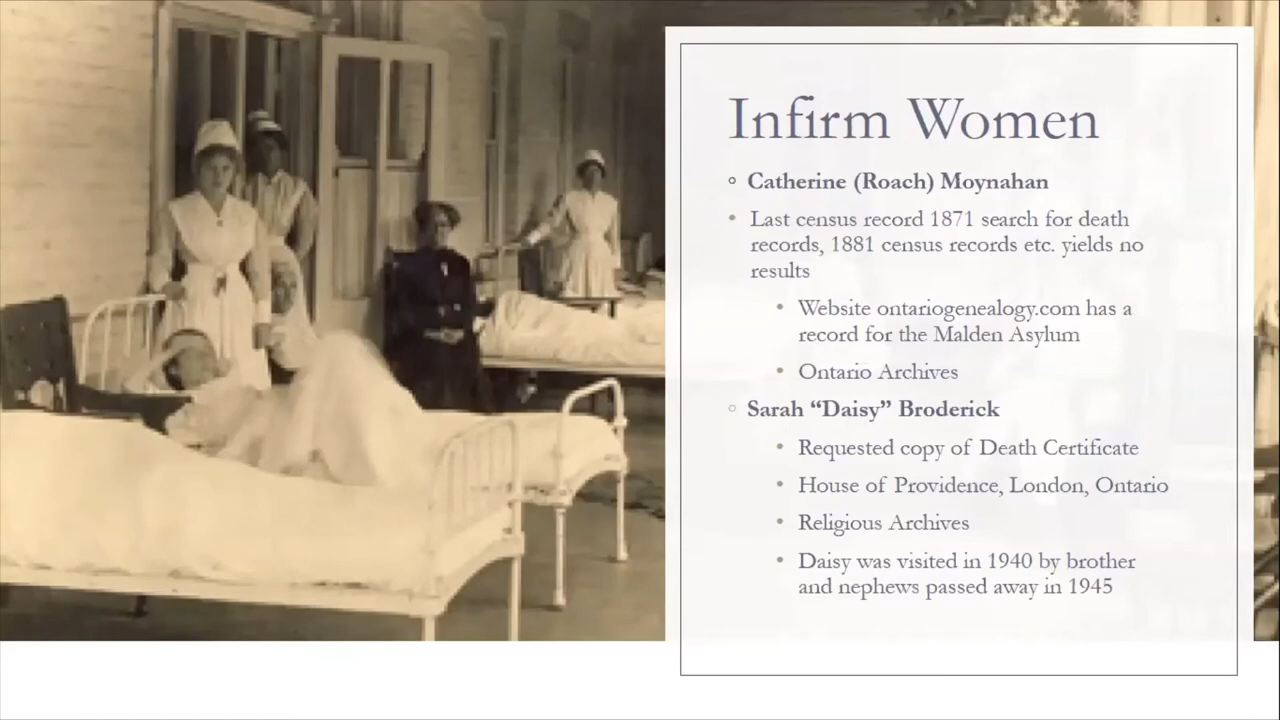 Infirm Women
Catherine (Roach) Moynahan
Last census record 1871 search for death
records, 1881 census records etc. yields no
results
Website ontariogenealogy.com has a
record for the Malden Asylum
Ontario Archives
Sarah “Daisy” Broderick
Requested copy of Death Certificate
House of Providence, London, Ontario
Religious Archives
Daisy was visited in 1940 by brother
and nephews passed away in 1945